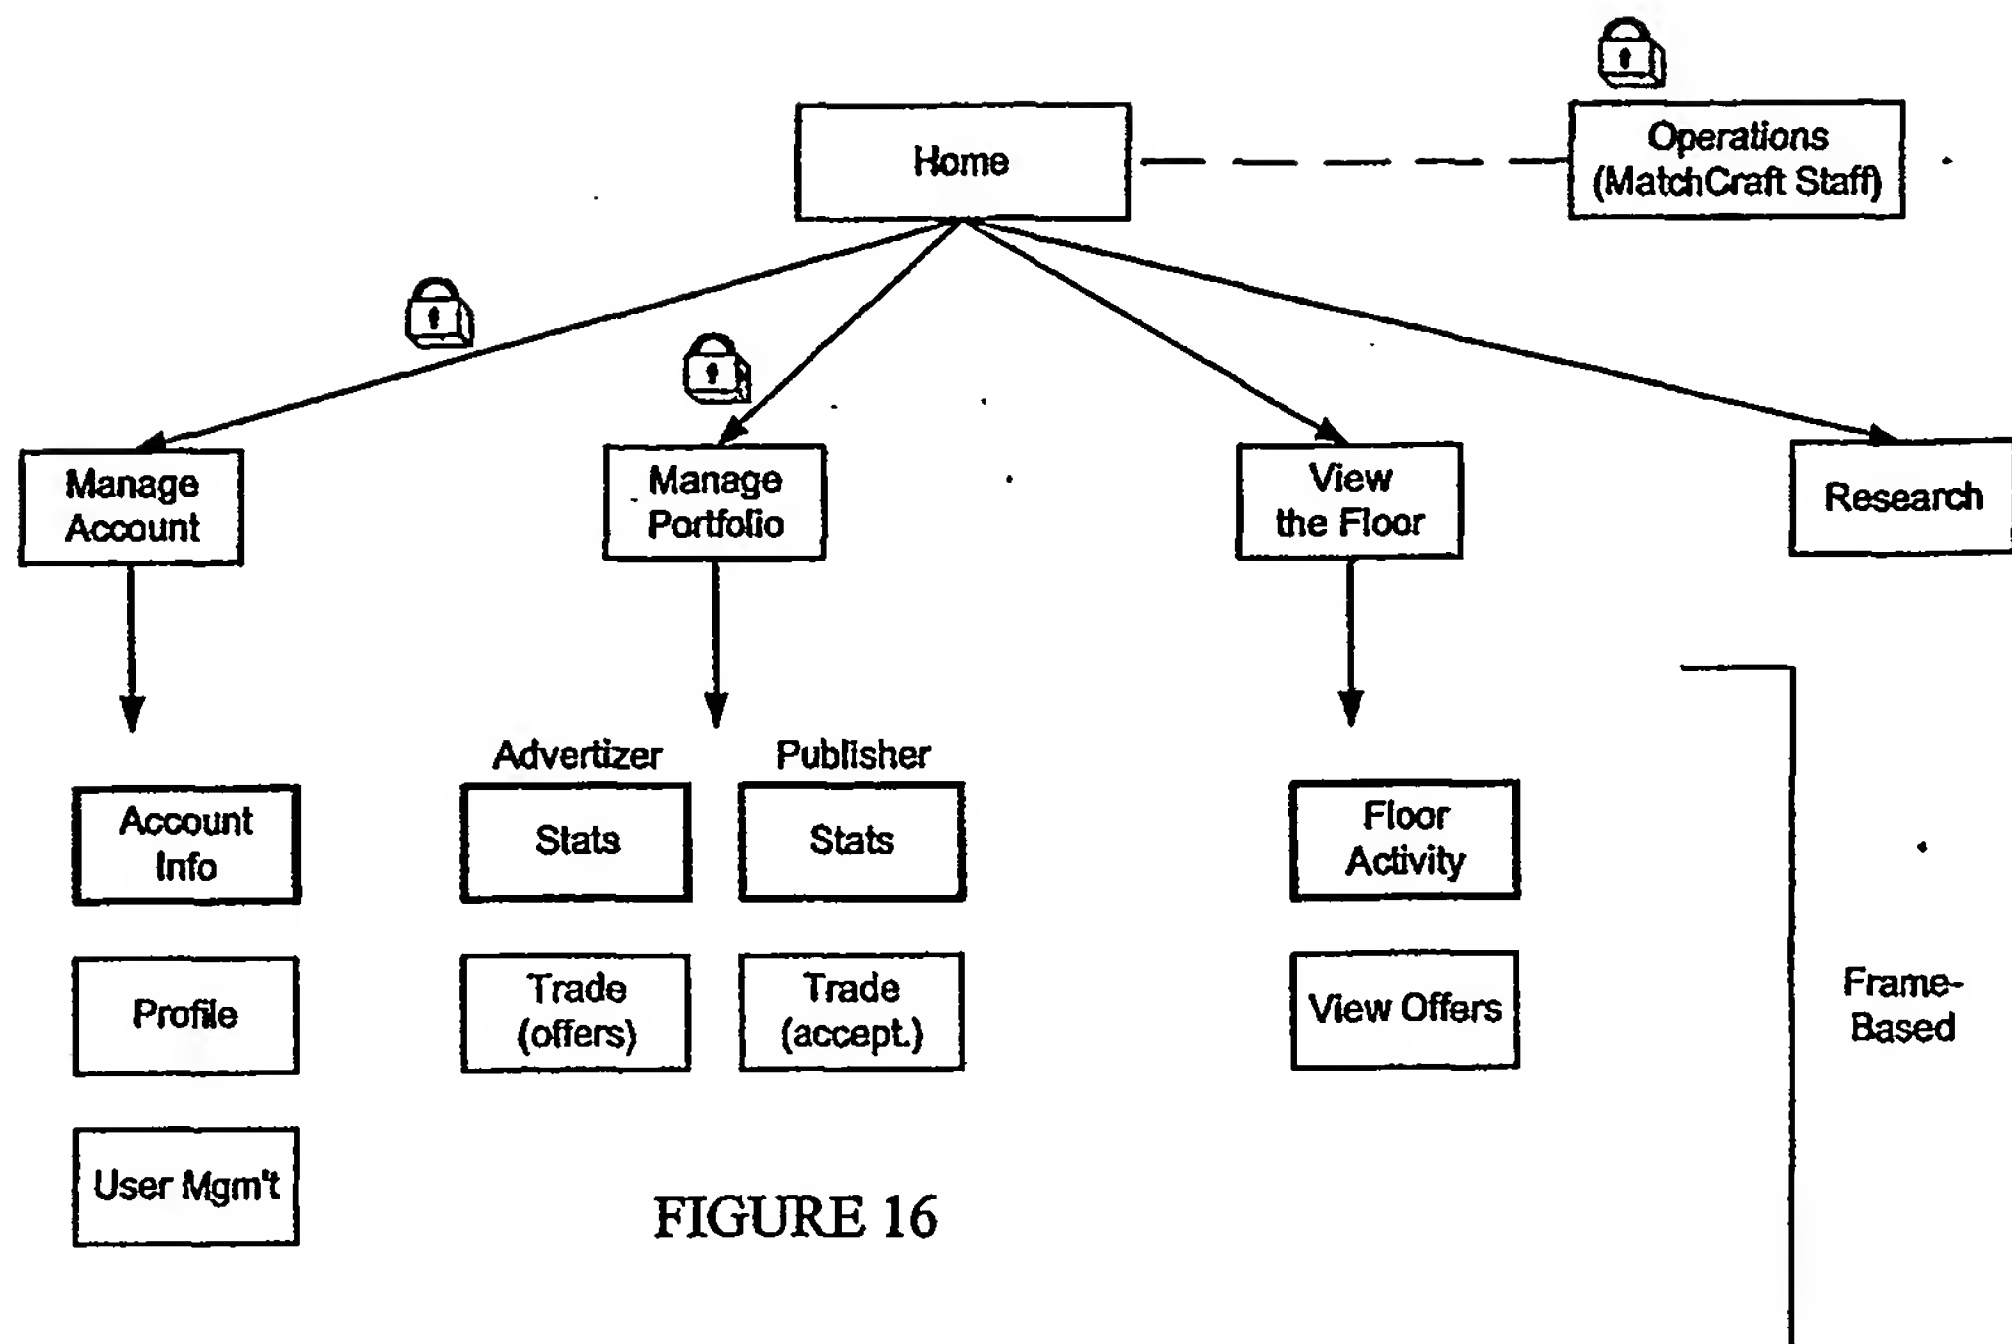 Home
Operations
(MatchCraft Staff)
Manage
Account
Manage
Portfolio
View
the Floor
Research
Advertizer
Publisher
Account
Info
Stats
Stats
Floor
Activity
Profile
Trade
(offers)
Trade
(accept.)
View Offers
Frame-
Based
User Mgm't
FIGURE 16